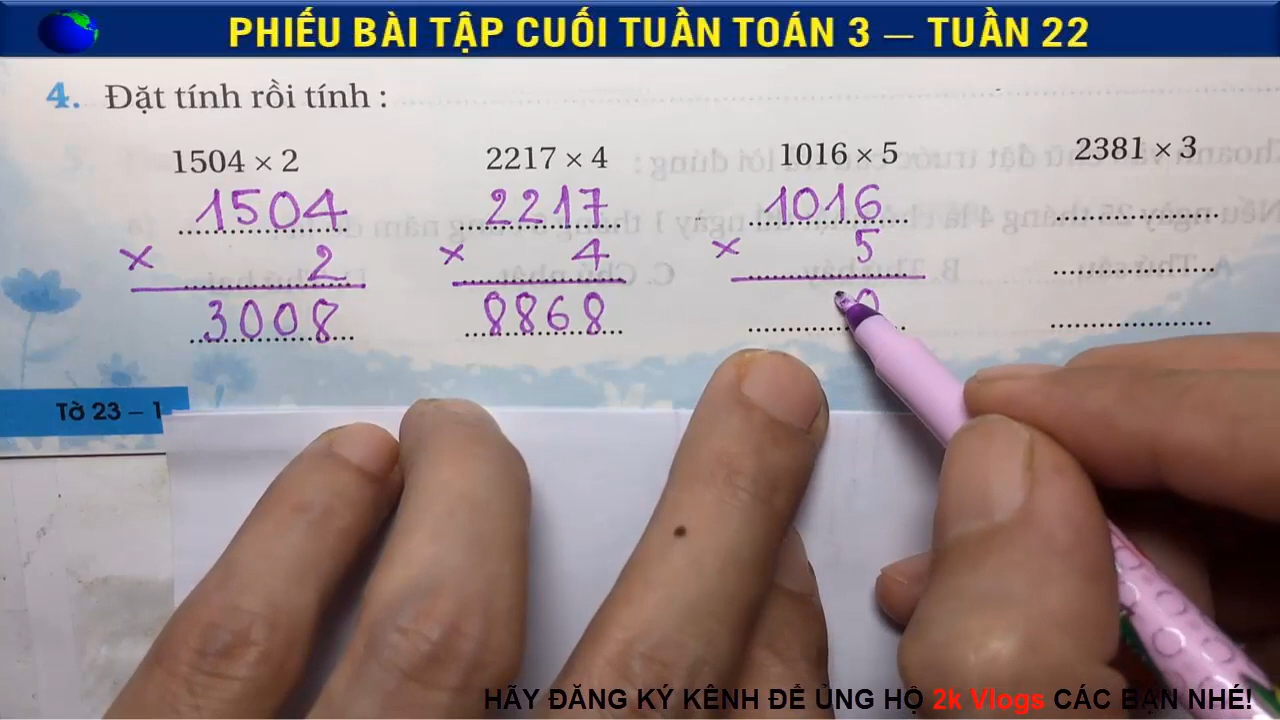 PHIẾU BÀI TẬP CUỐI TUẦN TOÁN 3 — TUẦN 22
4. Đặt tính rồi tính :
1504 × 2 2217 × 4 1016 × 5 2381 × 3
1504 2217 1016
× 2 × 4 × 5
3008 8868 0
Tờ 23 – 1
HÃY ĐĂNG KÝ KÊNH ĐỂ ỦNG HỘ 2k Vlogs CÁC BẠN NHÉ!